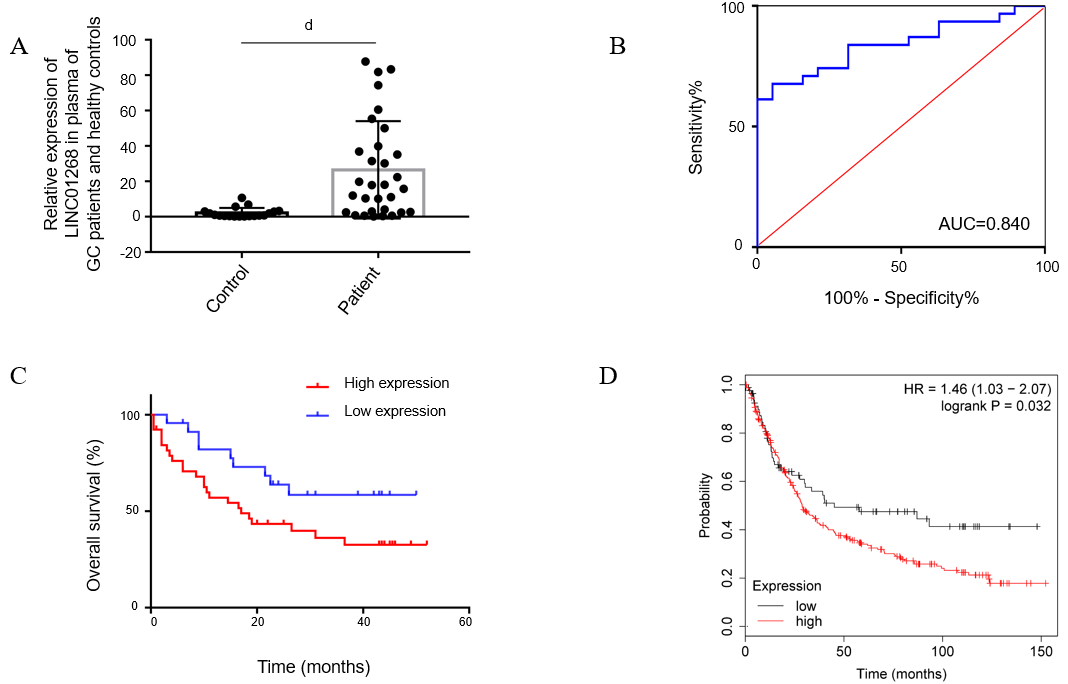 A
Relative expression of
LINC01268 in plasma of
GC patients and healthy controls
100
80
60
40
20
0
-20
d
Control
Patient
B
Sensitivity%
100
50
0
AUC=0.840
0
50
100
100% - Specificity%
C
High expression
Low expression
Overall survival (%)
100
50
0
0
20
40
60
Time (months)
D
HR = 1.46 (1.03 − 2.07)
logrank P = 0.032
Probability
1.0
0.8
0.6
0.4
0.2
0.0
Expression
low
high
0
50
100
150
Time (months)